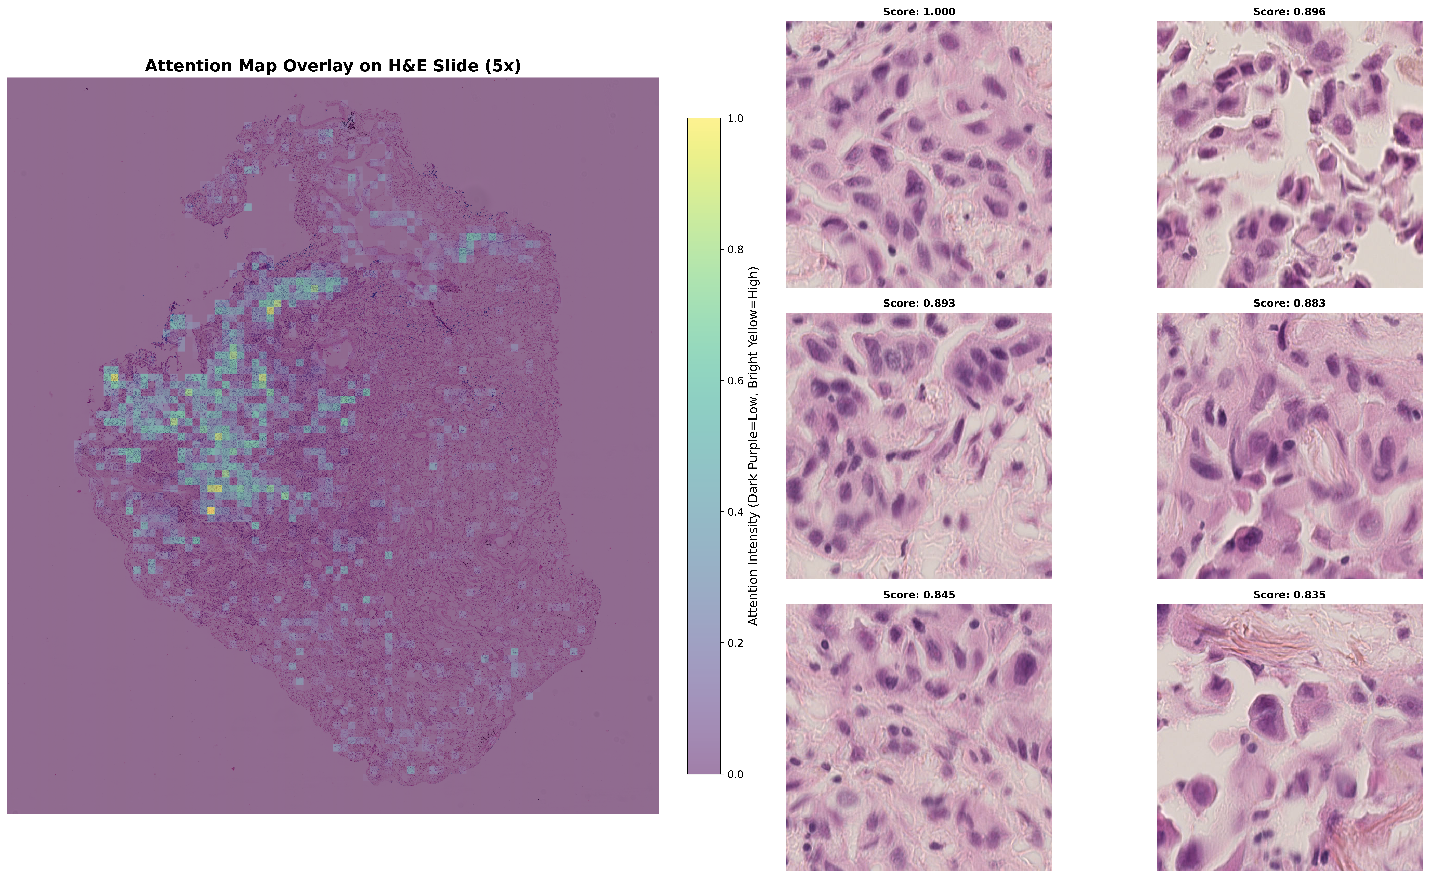 Attention Map Overlay on H&E Slide (5x)
1.0
0.8
0.6
0.4
0.2
0.0
Attention Intensity (Dark Purple=Low, Bright Yellow=High)
Score: 1.000
Score: 0.896
Score: 0.893
Score: 0.883
Score: 0.845
Score: 0.835